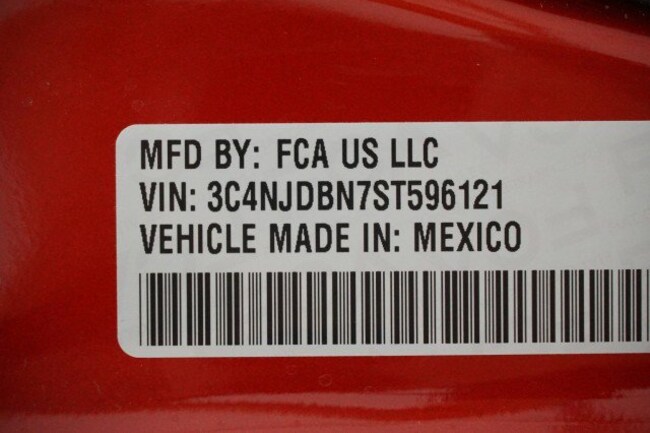 MFD BY: FCA US LLC
VIN: 3C4NJDBN7ST596121
VEHICLE MADE IN: MEXICO